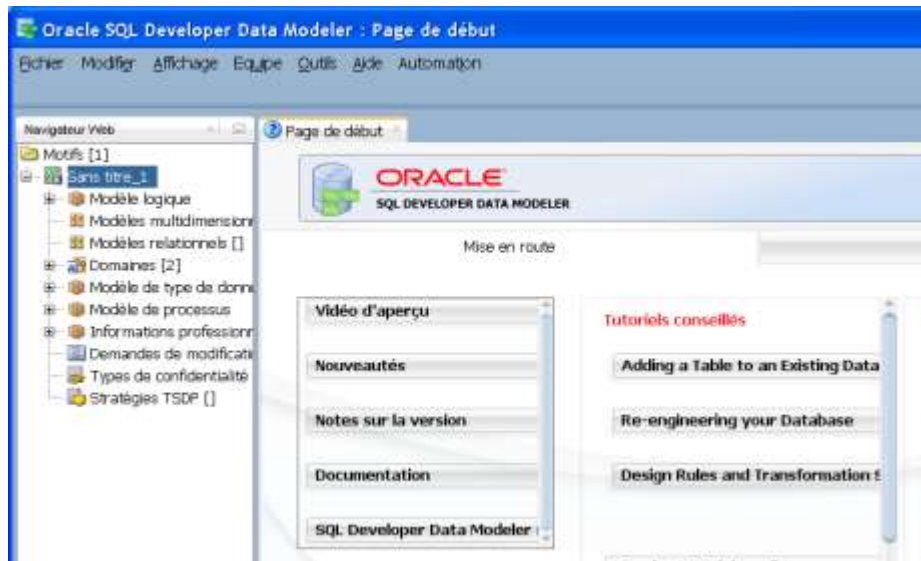 Oracle SQL Developer Data Modeler : Page de début
Fichier Modifier Affichage Equipe Outils Aide Automation
Navigateur Web
Page de début
Motifs [1]
Sans titre_1
Modèle logique
Modèles multidimensionn
Modèles relationnels []
Domaines [2]
Modèle de type de donné
Modèle de processus
Informations professionn
Demandes de modificati
Types de confidentialité
Stratégies TSDP []
ORACLE
SQL DEVELOPER DATA MODELER
Mise en route
Vidéo d'aperçu
Nouveautés
Notes sur la version
Documentation
SQL Developer Data Modeler
Tutoriels conseillés
Adding a Table to an Existing Data
Re-engineering your Database
Design Rules and Transformation